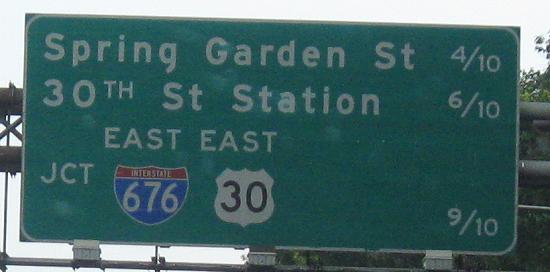 Spring Garden St 4/10
30TH St Station 6/10
EAST EAST
JCT INTERSTATE 676 30 9/10